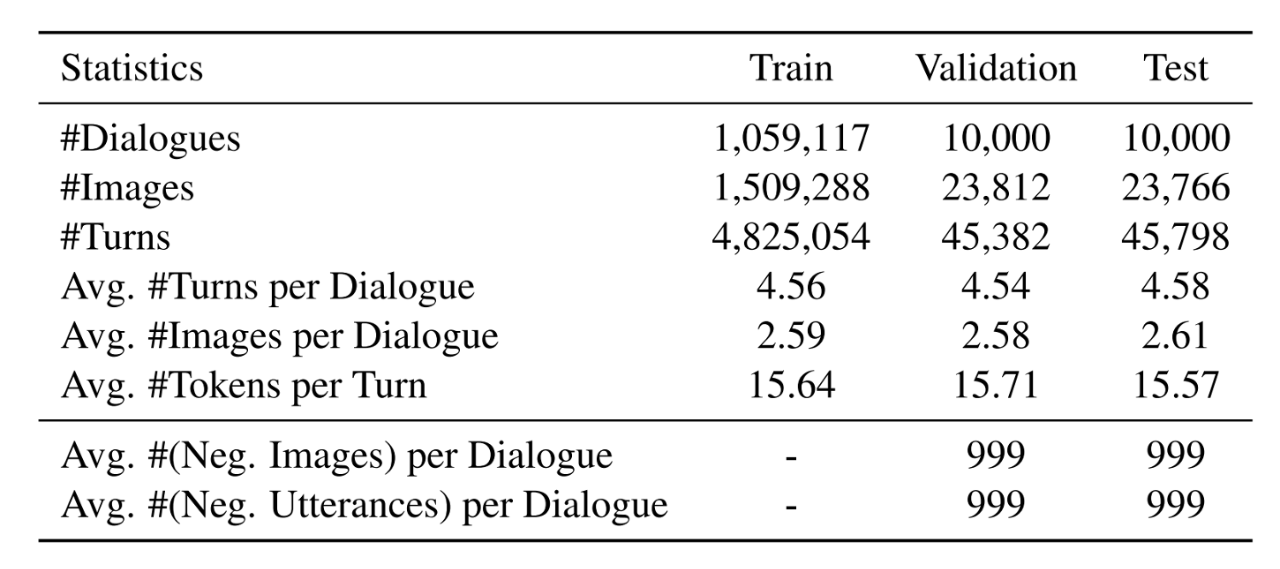 Statistics Train Validation Test
#Dialogues 1,059,117 10,000 10,000
#Images 1,509,288 23,812 23,766
#Turns 4,825,054 45,382 45,798
Avg. #Turns per Dialogue 4.56 4.54 4.58
Avg. #Images per Dialogue 2.59 2.58 2.61
Avg. #Tokens per Turn 15.64 15.71 15.57
Avg. #(Neg. Images) per Dialogue - 999 999
Avg. #(Neg. Utterances) per Dialogue - 999 999